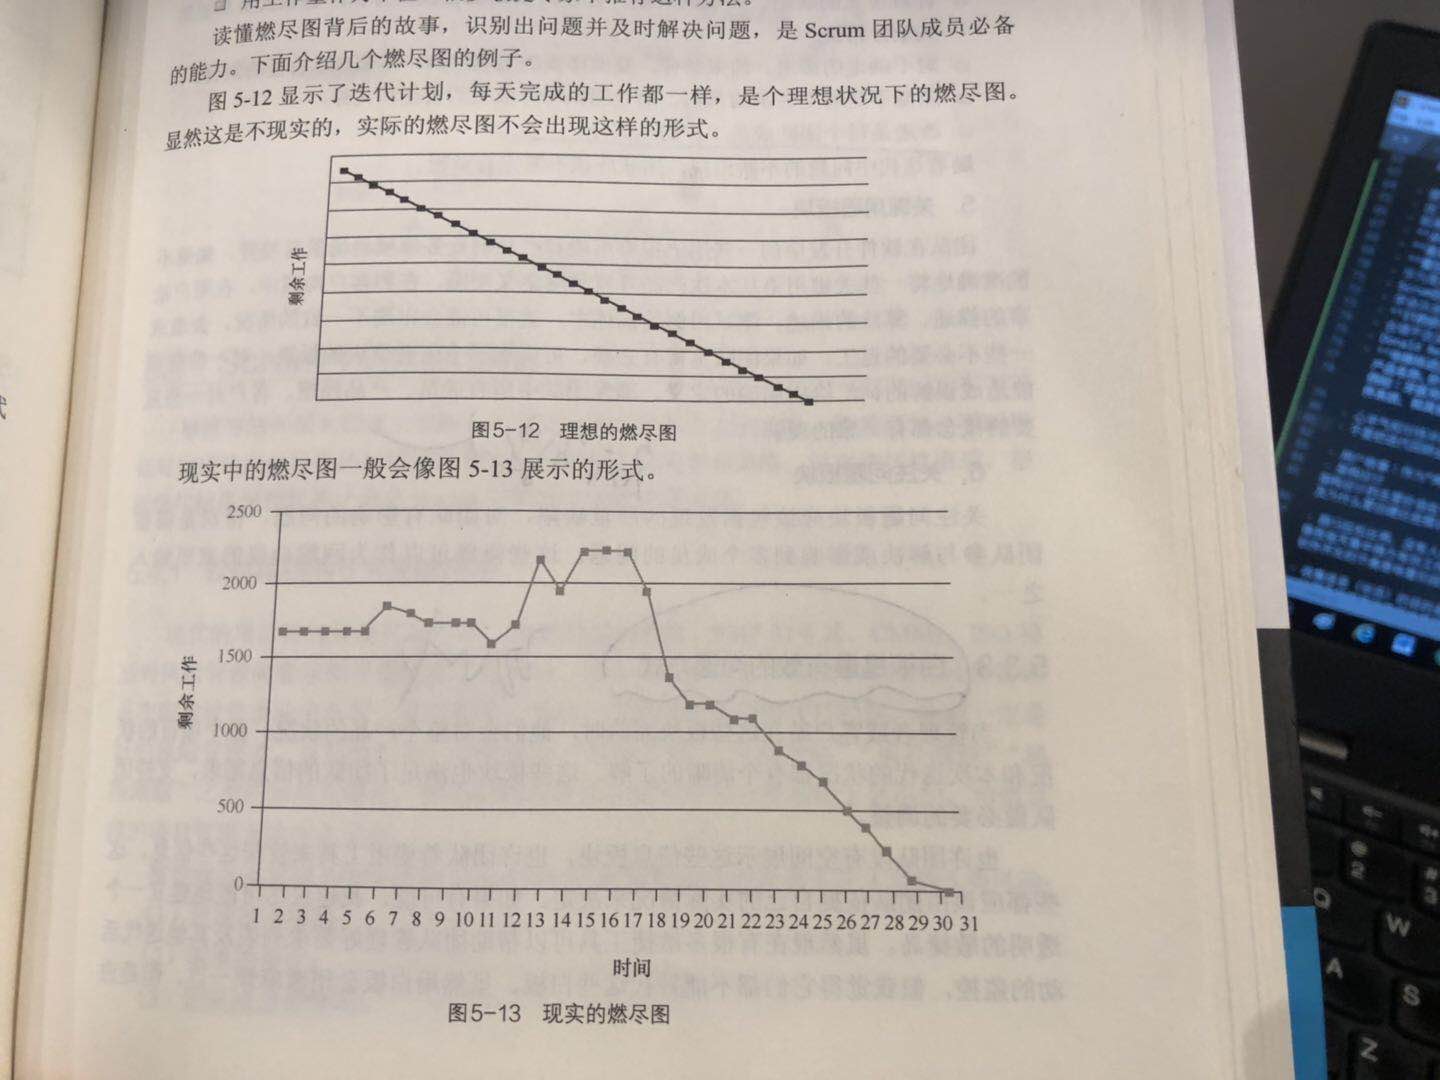 读懂燃尽图背后的故事，识别出问题并及时解决问题，是 Scrum 团队成员必备
的能力。下面介绍几个燃尽图的例子。
图 5-12 显示了迭代计划，每天完成的工作都一样，是个理想状况下的燃尽图。
显然这是不现实的，实际的燃尽图不会出现这样的形式。
剩余工作
图5-12 理想的燃尽图
现实中的燃尽图一般会像图 5-13 展示的形式。
2500
2000
1500
1000
500
0
剩余工作
1 2 3 4 5 6 7 8 9 10 11 12 13 14 15 16 17 18 19 20 21 22 23 24 25 26 27 28 29 30 31
时间
图5-13 现实的燃尽图
Q
W
A
S
Z